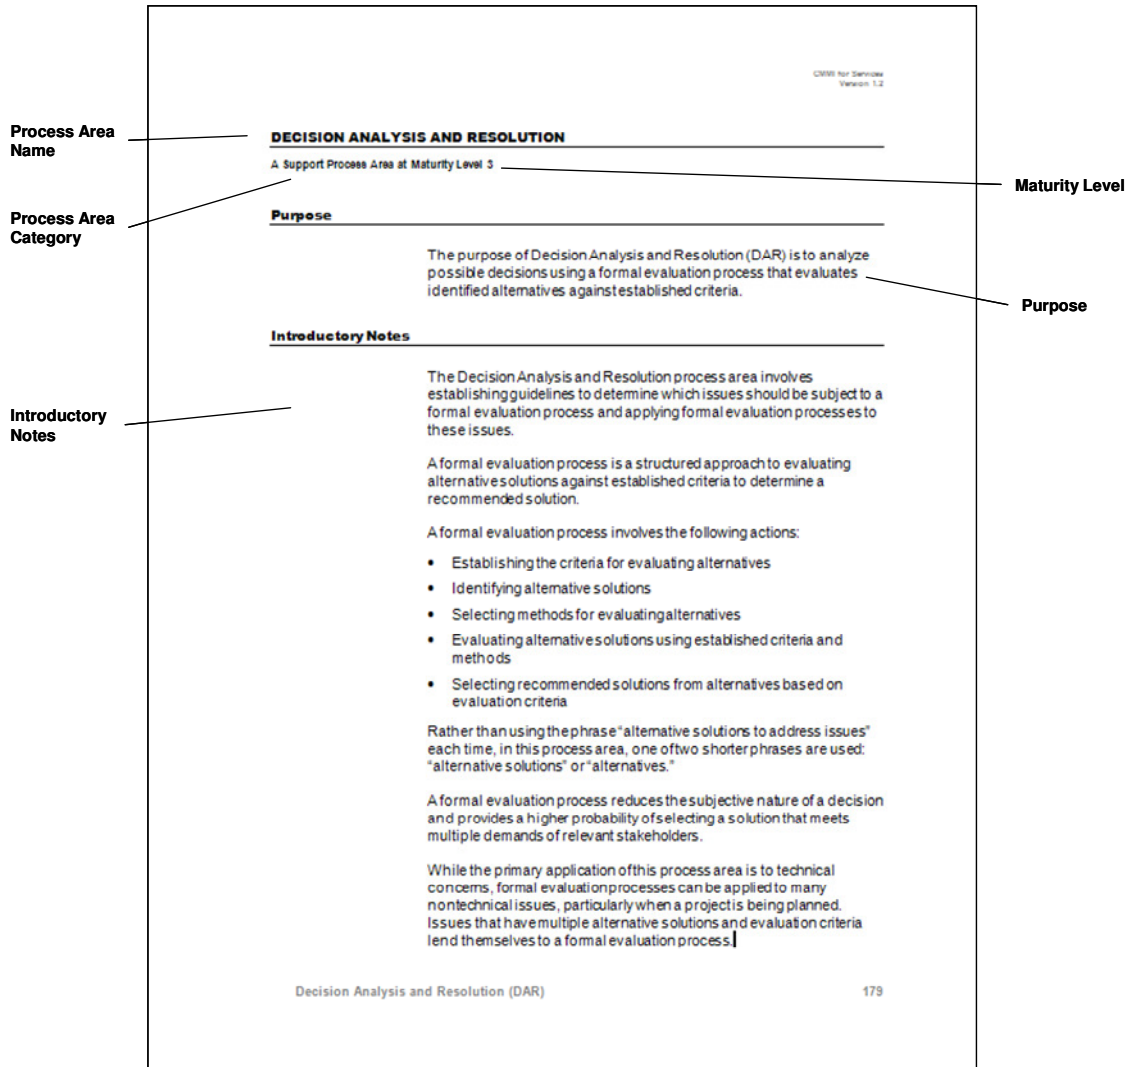 CMMI for Services
Version 1.2
Process Area
Name
DECISION ANALYSIS AND RESOLUTION
A Support Process Area at Maturity Level 3
Maturity Level
Process Area
Category
Purpose
The purpose of Decision Analysis and Resolution (DAR) is to analyze
possible decisions using a formal evaluation process that evaluates
identified alternatives against established criteria.
Purpose
Introductory Notes
The Decision Analysis and Resolution process area involves
establishing guidelines to determine which issues should be subject to a
formal evaluation process and applying formal evaluation processes to
these issues.
Introductory
Notes
A formal evaluation process is a structured approach to evaluating
alternative solutions against established criteria to determine a
recommended solution.
A formal evaluation process involves the following actions:
• Establishing the criteria for evaluating alternatives
• Identifying alternative solutions
• Selecting methods for evaluating alternatives
• Evaluating alternative solutions using established criteria and
methods
• Selecting recommended solutions from alternatives based on
evaluation criteria
Rather than using the phrase “alternative solutions to address issues”
each time, in this process area, one of two shorter phrases are used:
“alternative solutions” or “alternatives.”
A formal evaluation process reduces the subjective nature of a decision
and provides a higher probability of selecting a solution that meets
multiple demands of relevant stakeholders.
While the primary application of this process area is to technical
concerns, formal evaluation processes can be applied to many
nontechnical issues, particularly when a project is being planned.
Issues that have multiple alternative solutions and evaluation criteria
lend themselves to a formal evaluation process.
Decision Analysis and Resolution (DAR) 179